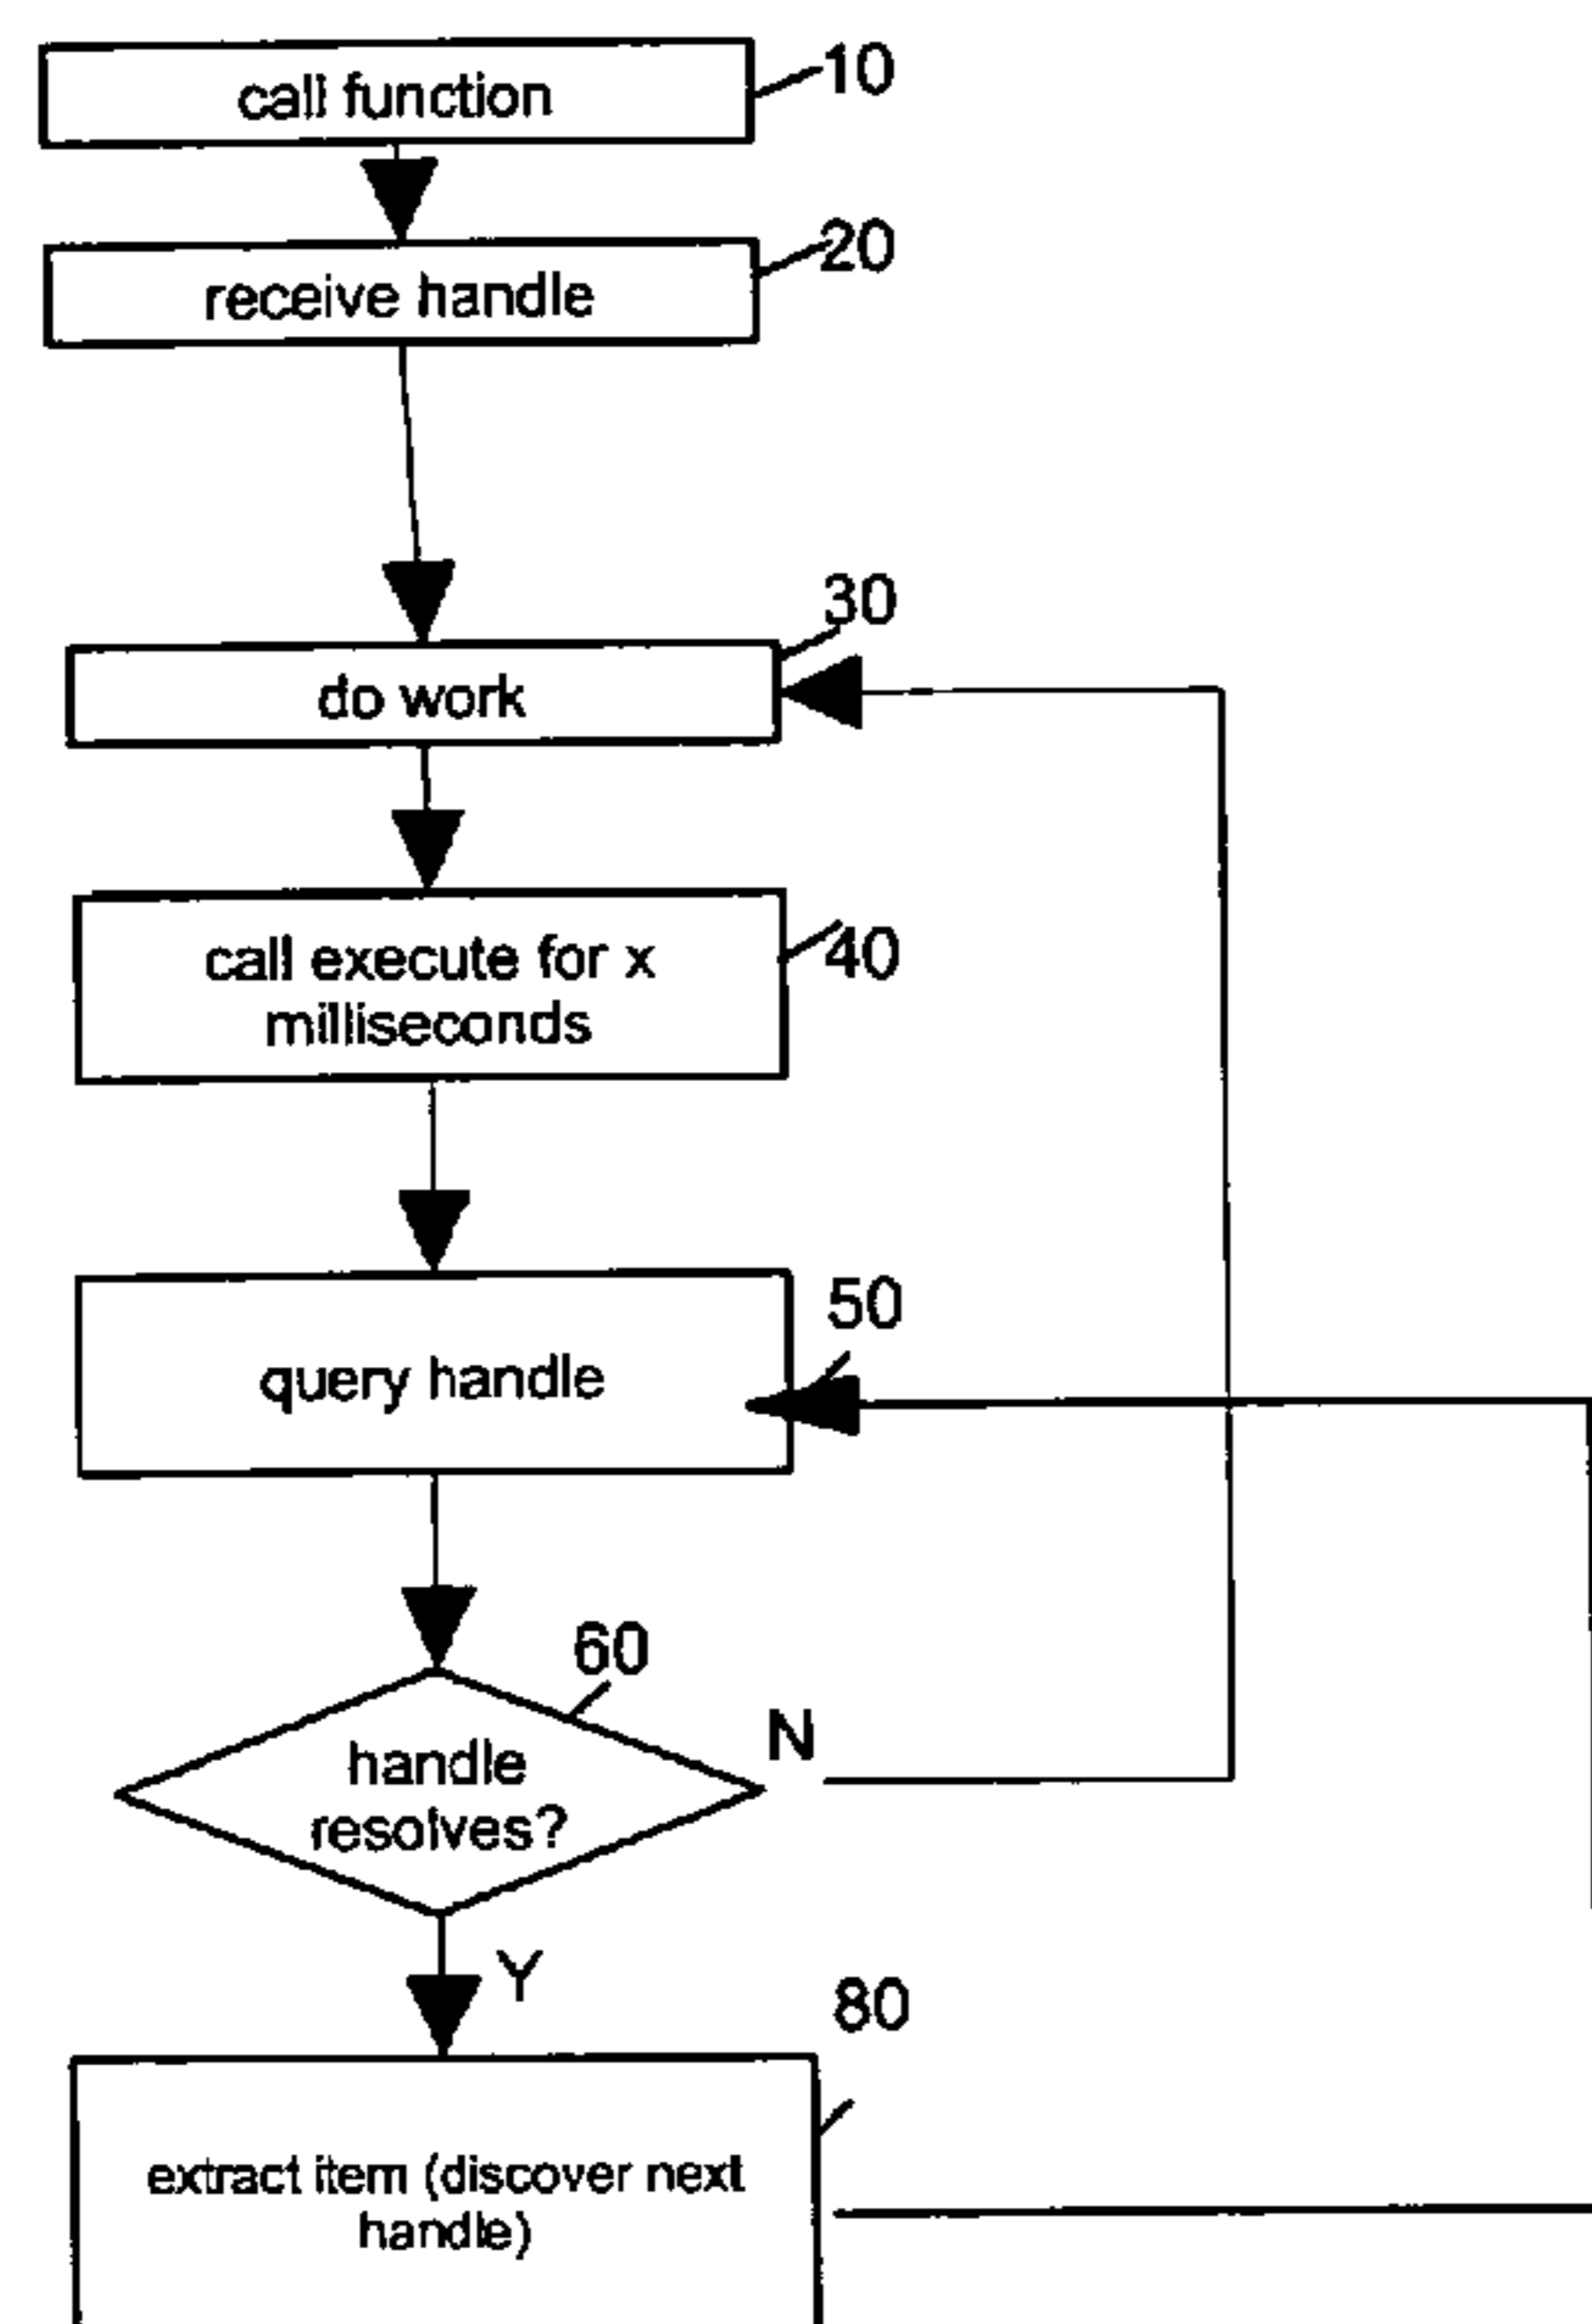 call function
10
receive handle
20
30
do work
call execute for x
milliseconds
40
50
query handle
60
handle
resolves?
N
Y
80
extract item (discover next
handle)